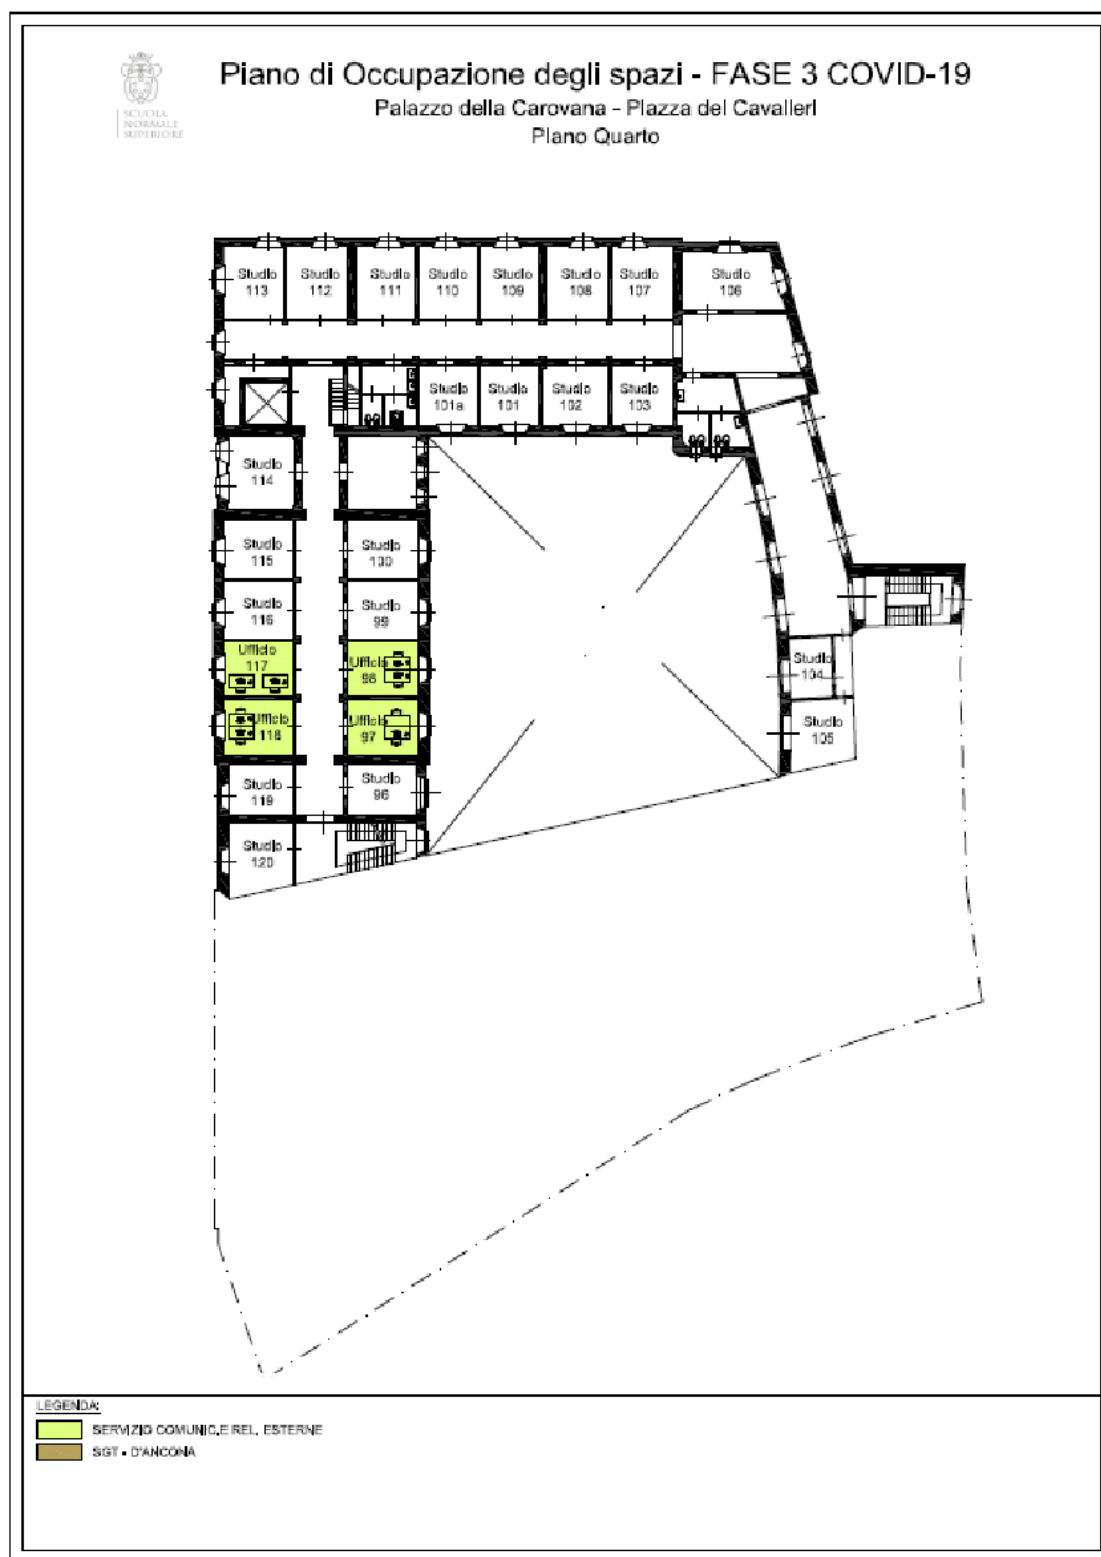 SCUOLA
NORMALE
SUPERIORE
Piano di Occupazione degli spazi - FASE 3 COVID-19
Palazzo della Carovana - Piazza dei Cavalieri
Piano Quarto
Studio
113
Studio
112
Studio
111
Studio
110
Studio
109
Studio
108
Studio
107
Studio
106
Studio
101a
Studio
101
Studio
102
Studio
103
Studio
114
Studio
115
Studio
100
Studio
116
Studio
99
Ufficio
117
Ufficio
98
Ufficio
118
Ufficio
97
Studio
104
Studio
105
Studio
119
Studio
96
Studio
120
LEGENDA:
SERVIZIO COMUNIC.E REL. ESTERNE
SGT - D'ANCONA